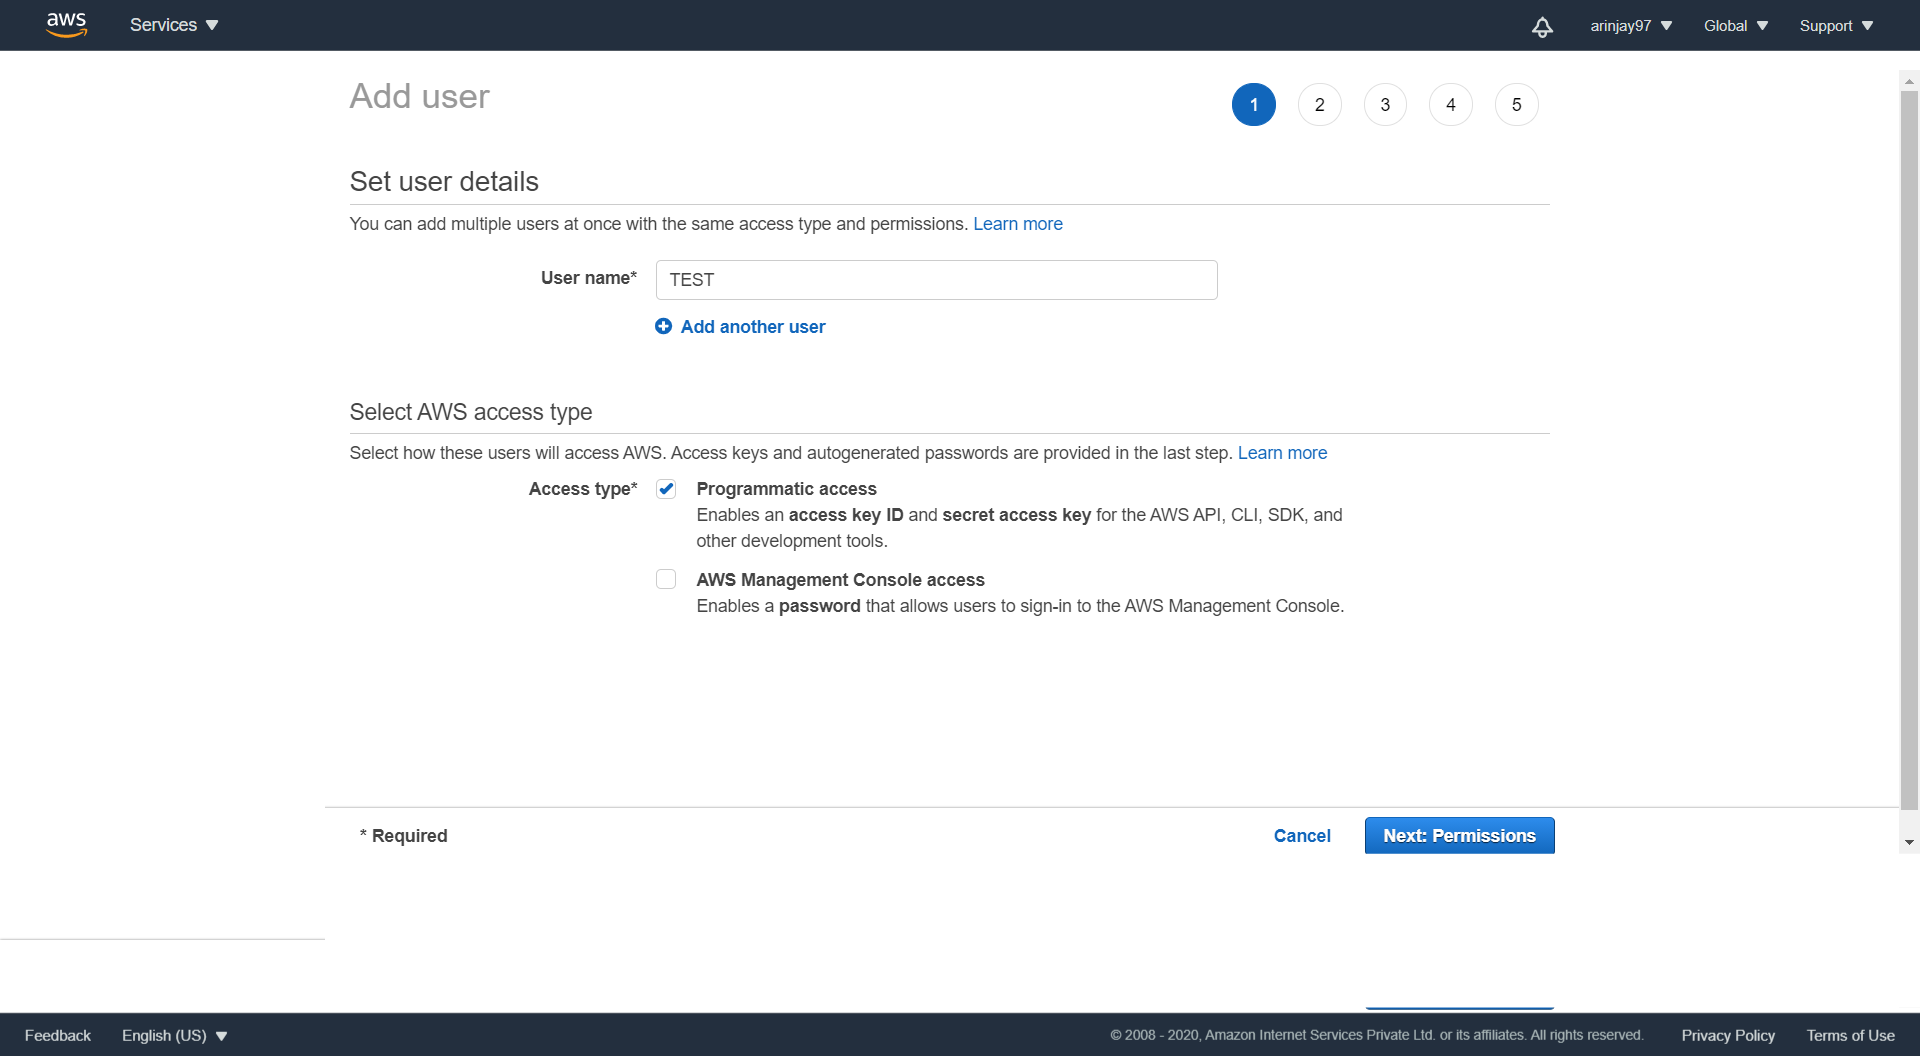 aws Services arinjay97 Global Support
Add user 1 2 3 4 5
Set user details
You can add multiple users at once with the same access type and permissions. Learn more
User name* TEST
Add another user
Select AWS access type
Select how these users will access AWS. Access keys and autogenerated passwords are provided in the last step. Learn more
Access type* Programmatic access
Enables an access key ID and secret access key for the AWS API, CLI, SDK, and
other development tools.
AWS Management Console access
Enables a password that allows users to sign-in to the AWS Management Console.
* Required Cancel Next: Permissions
Feedback English (US) © 2008 - 2020, Amazon Internet Services Private Ltd. or its affiliates. All rights reserved. Privacy Policy Terms of Use